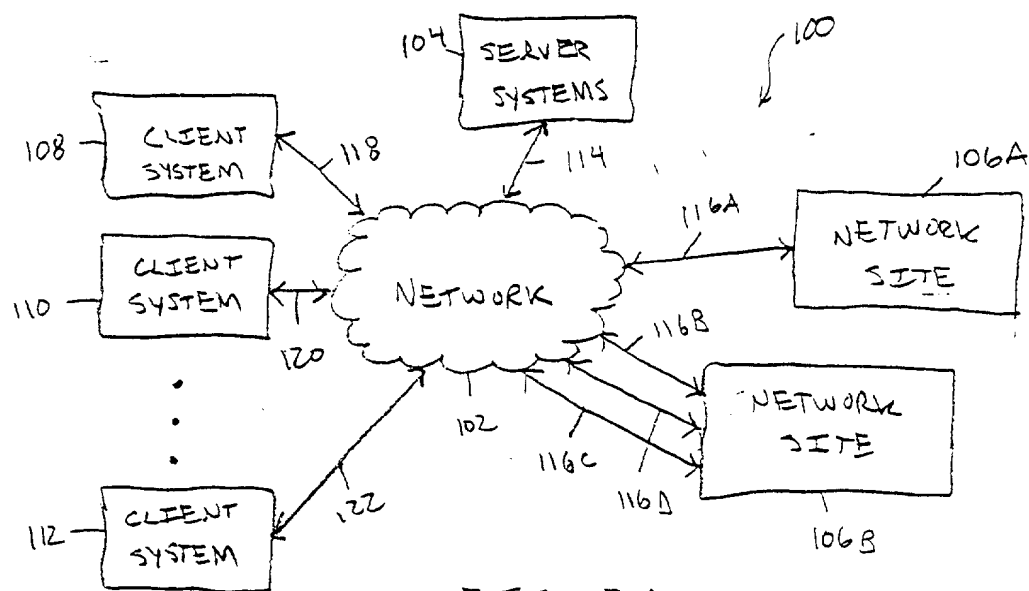 100
104
SERVER
SYSTEMS
108
CLIENT
SYSTEM
118
114
106A
116A
NETWORK
SITE
110
CLIENT
SYSTEM
120
NETWORK
102
116B
NETWORK
SITE
116C
116D
106B
122
112
CLIENT
SYSTEM